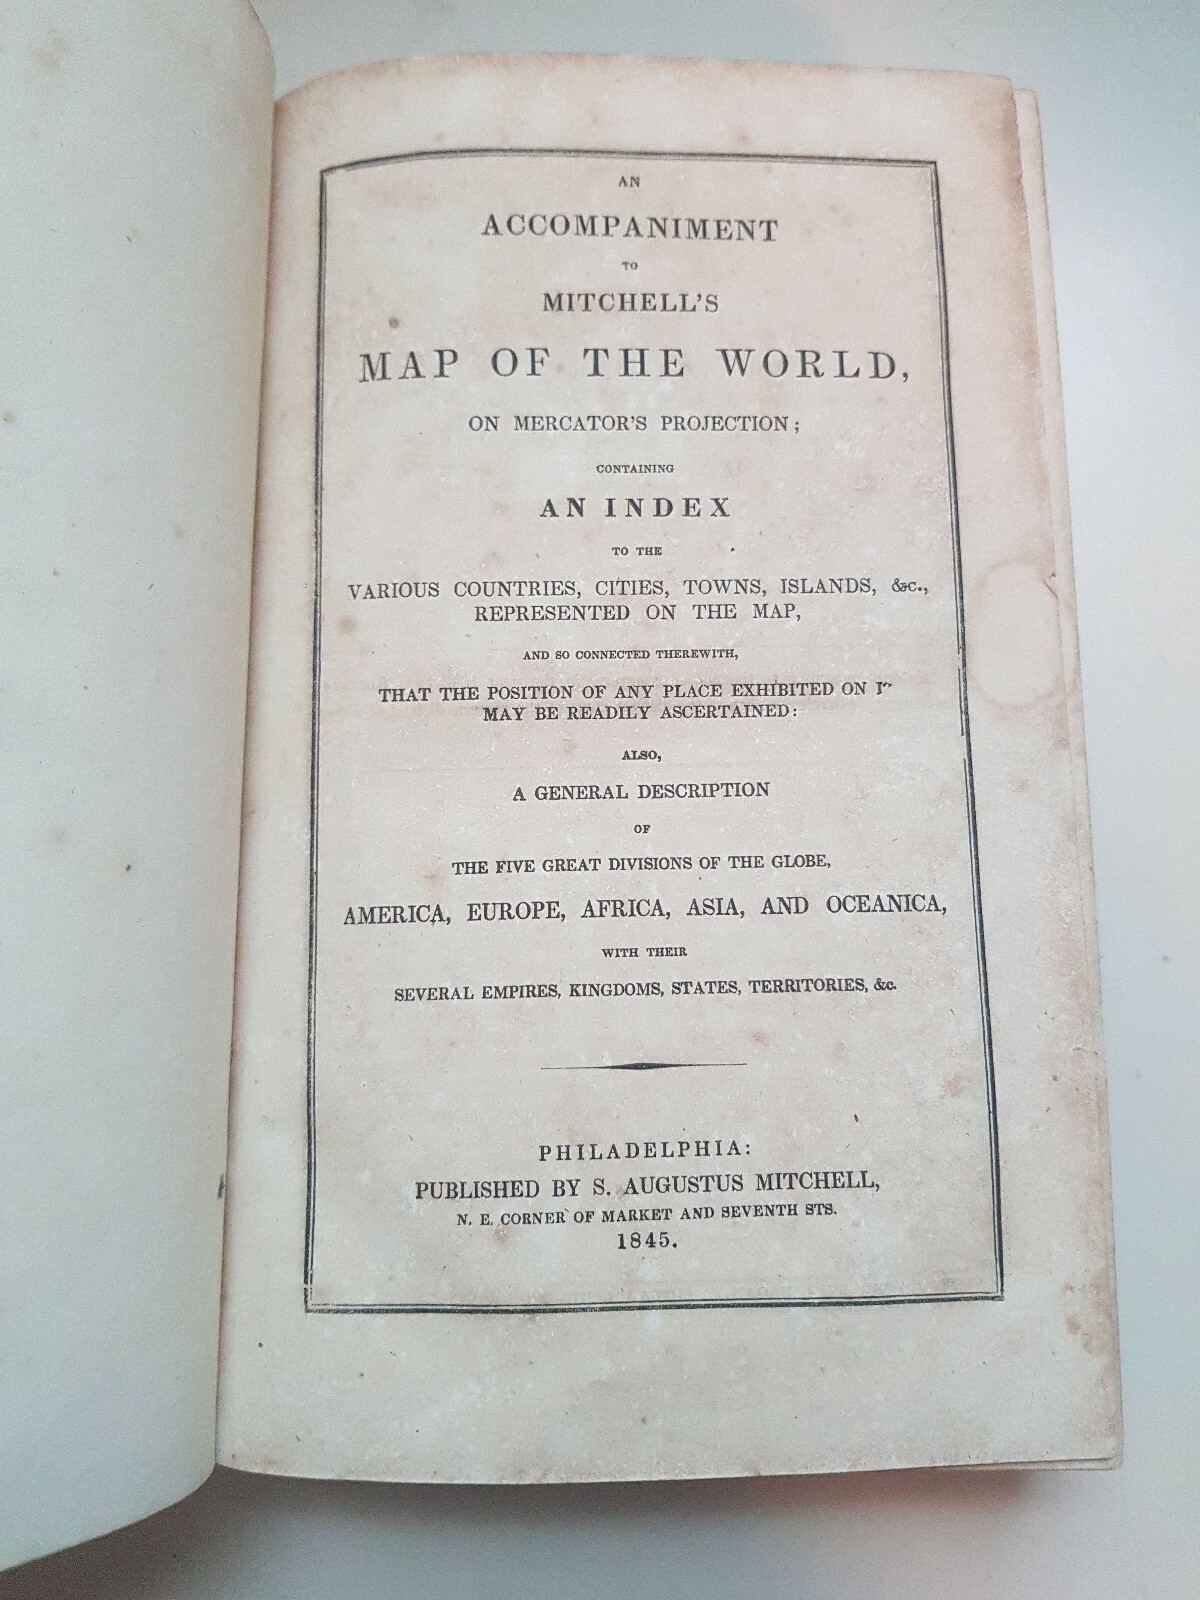 AN
ACCOMPANIMENT
TO
MITCHELL'S
MAP OF THE WORLD,
ON MERCATOR'S PROJECTION;
CONTAINING
AN INDEX
TO THE
VARIOUS COUNTRIES, CITIES, TOWNS, ISLANDS, &c.,
REPRESENTED ON THE MAP,
AND SO CONNECTED THEREWITH,
THAT THE POSITION OF ANY PLACE EXHIBITED ON
MAY BE READILY ASCERTAINED:
ALSO,
A GENERAL DESCRIPTION
OF
THE FIVE GREAT DIVISIONS OF THE GLOBE,
AMERICA, EUROPE, AFRICA, ASIA, AND OCEANICA,
WITH THEIR
SEVERAL EMPIRES, KINGDOMS, STATES, TERRITORIES, &c.
PHILADELPHIA:
PUBLISHED BY S. AUGUSTUS MITCHELL,
N. E. CORNER OF MARKET AND SEVENTH STS.
1845.